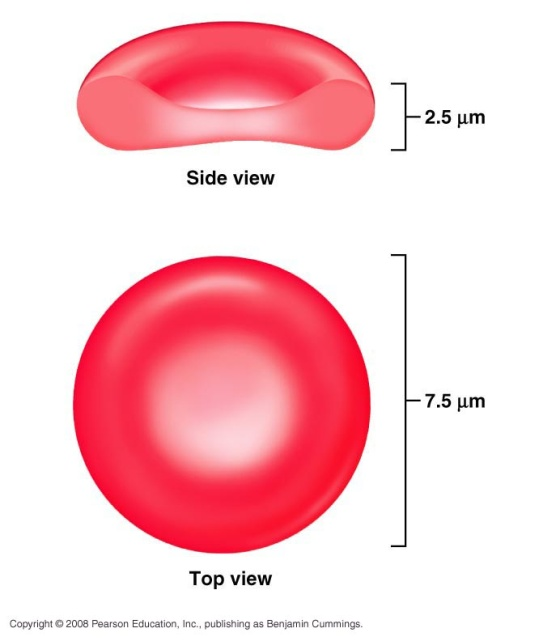 2.5 μm
Side view
7.5 μm
Top view
Copyright © 2008 Pearson Education, Inc., publishing as Benjamin Cummings.